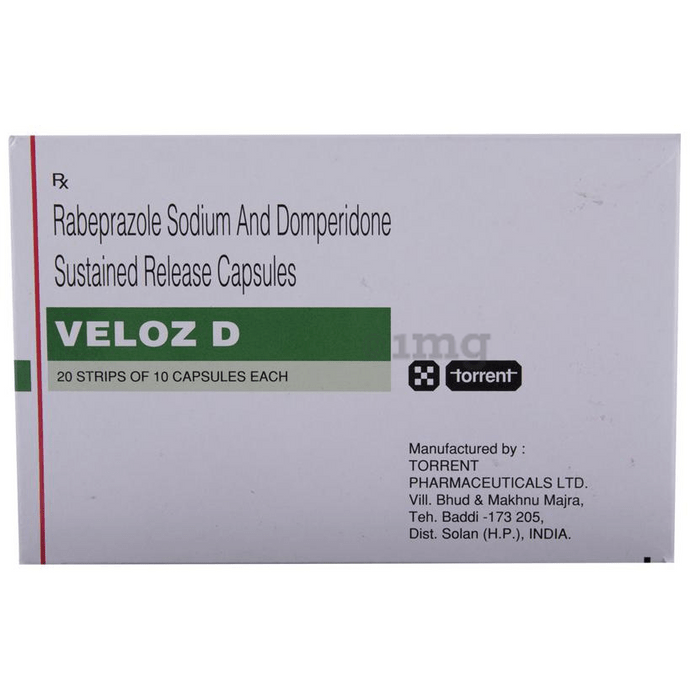 Rx
Rabeprazole Sodium And Domperidone
Sustained Release Capsules
VELOZ D
20 STRIPS OF 10 CAPSULES EACH
1mg
torrent
Manufactured by :
TORRENT
PHARMACEUTICALS LTD.
Vill. Bhud & Makhnu Majra,
Teh. Baddi -173 205,
Dist. Solan (H.P.), INDIA.